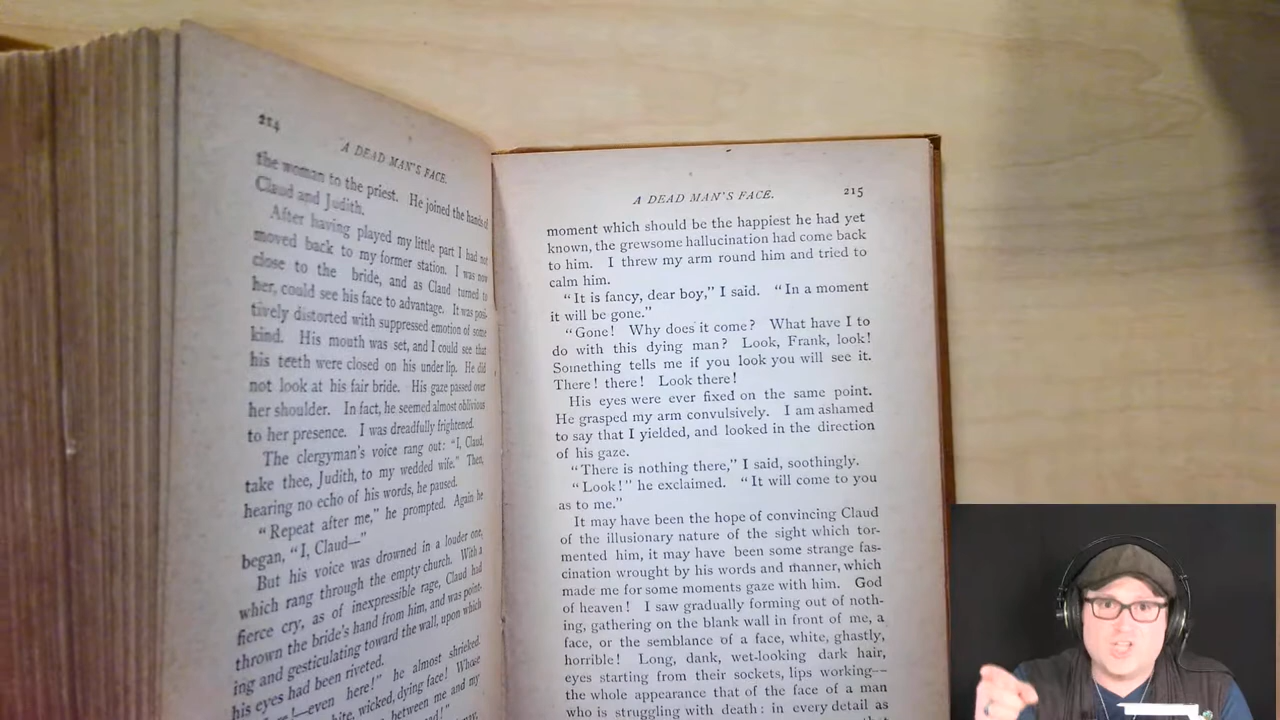 214
A DEAD MAN'S FACE.
the woman to the priest. He joined the hands of
Claud and Judith.
After having played my little part I had not
moved back to my former station. I was now
close to the bride, and as Claud turned to
her, could see his face to advantage. It was posi-
tively distorted with suppressed emotion of some
kind. His mouth was set, and I could see that
his teeth were closed on his under lip. He did
not look at his fair bride. His gaze passed over
her shoulder. In fact, he seemed almost oblivious
to her presence. I was dreadfully frightened.
The clergyman's voice rang out: "I, Claud,
take thee, Judith, to my wedded wife." Then,
hearing no echo of his words, he paused.
"Repeat after me," he prompted. Again he
began, "I, Claud—"
But his voice was drowned in a louder one,
which rang through the empty church. With a
fierce cry, as of inexpressible rage, Claud had
thrown the bride's hand from him, and was point-
ing and gesticulating toward the wall, upon which
his eyes had been riveted.
even here!" he almost shrieked.
white, wicked, dying face! Whose
between me and my
A DEAD MAN'S FACE.
215
moment which should be the happiest he had yet
known, the grewsome hallucination had come back
to him. I threw my arm round him and tried to
calm him.
"It is fancy, dear boy," I said. "In a moment
it will be gone."
"Gone! Why does it come? What have I to
do with this dying man? Look, Frank, look!
Something tells me if you look you will see it.
There! there! Look there!
His eyes were ever fixed on the same point.
He grasped my arm convulsively. I am ashamed
to say that I yielded, and looked in the direction
of his gaze.
"There is nothing there," I said, soothingly.
"Look!" he exclaimed. "It will come to you
as to me."
It may have been the hope of convincing Claud
of the illusionary nature of the sight which tor-
mented him, it may have been some strange fas-
cination wrought by his words and manner, which
made me for some moments gaze with him. God
of heaven! I saw gradually forming out of noth-
ing, gathering on the blank wall in front of me, a
face, or the semblance of a face, white, ghastly,
horrible! Long, dank, wet-looking dark hair,
eyes starting from their sockets, lips working—
the whole appearance that of the face of a man
who is struggling with death: in every detail as